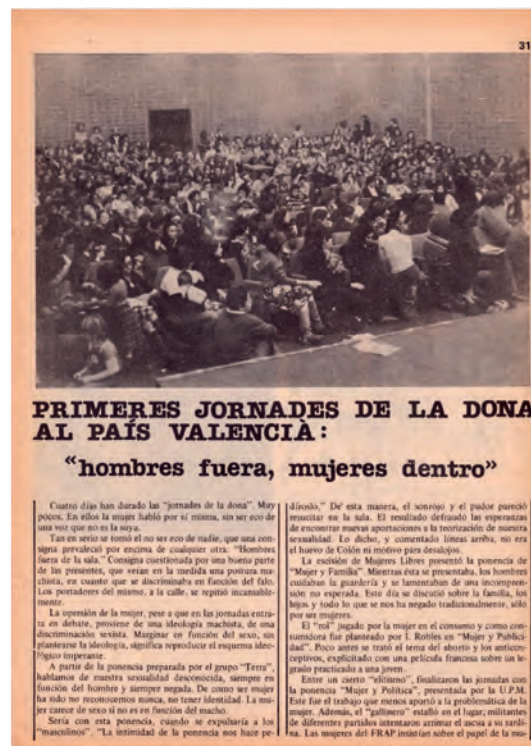 31
PRIMERES JORNADES DE LA DONA
AL PAÍS VALENCIÀ:
“hombres fuera, mujeres dentro”
Cuatro días han durado las "jornades de la dona". Muy
pocos. En ellos la mujer habló por sí misma, sin ser eco de
una voz que no es la suya.
Tan en serio se tomó el no ser eco de nadie, que una con-
signa prevaleció por encima de cualquier otra: "Hombres
fuera de la sala." Consigna cuestionada por una buena parte
de las presentes, que veían en la medida una postura ma-
chista, en cuanto que se discriminaba en función del falo.
Los portadores del mismo, a la calle, se repitió incansable-
mente.
La opresión de la mujer, pese a que en las jornadas entra-
ra en debate, proviene de una ideología machista, de una
discriminación sexista. Marginar en función del sexo, sin
plantearse la ideología, significa reproducir el esquema ideo-
lógico imperante.
A partir de la ponencia preparada por el grupo "Terra",
hablamos de nuestra sexualidad desconocida, siempre en
función del hombre y siempre negada. De como ser mujer
ha sido no reconocernos nunca, no tener identidad. La mu-
jer carece de sexo si no es en función del macho.
Sería con esta ponencia, cuando se expulsaría a los
"masculinos". "La intimidad de la ponencia nos hace pe-
díroslo." De esta manera, el sonrojo y el pudor pareció
resucitar en la sala. El resultado defraudó las esperanzas
de encontrar nuevas aportaciones a la teorización de nuestra
sexualidad. Lo dicho, y comentado líneas arriba, no era
el huevo de Colón ni motivo para desalojos.
La escisión de Mujeres Libres presentó la ponencia de
"Mujer y Familia". Mientras ésta se presentaba, los hombres
cuidaban la guardería y se lamentaban de una incompren-
sión no esperada. Este día se discutió sobre la familia, los
hijos y todo lo que se nos ha negado tradicionalmente, sólo
por ser mujeres.
El "rol" jugado por la mujer en el consumo y como con-
sumidora fue planteado por I. Robles en "Mujer y Publici-
dad". Poco antes se trató el tema del aborto y los anticon-
ceptivos, explicitado con una película francesa sobre un le-
grado practicado a una joven.
Entre un cierto "elitismo", finalizaron las jornadas con
la ponencia "Mujer y Política", presentada por la U.P.M.
Este fue el trabajo que menos aportó a la problemática de la
mujer. Además, el "gallinero" estalló en el lugar; militantes
de diferentes partidos intentaron arrimar el ascua a su sardi-
na. Las mujeres del FRAP insistían sobre el papel de la mu-